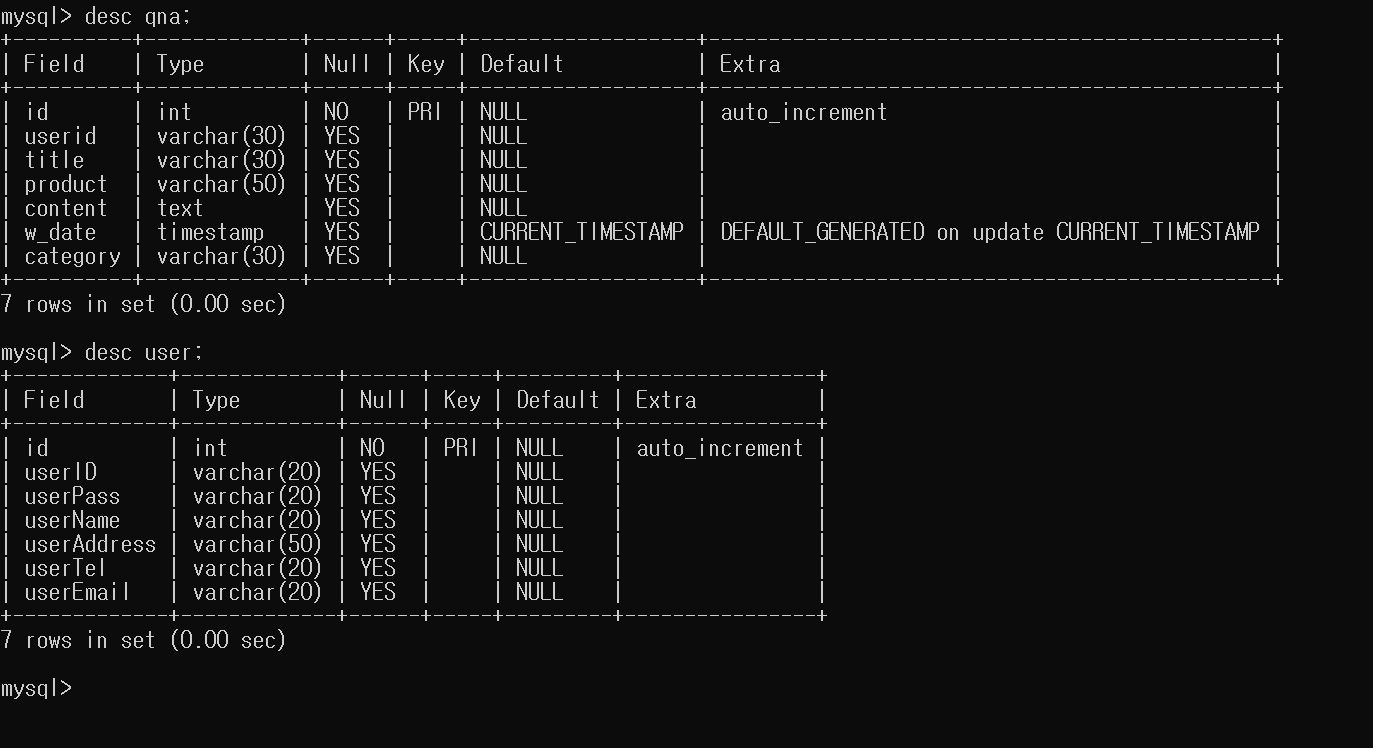 mysql> desc qna;
+----------+-------------+------+-----+-------------------+-----------------------------------------------+
| Field    | Type        | Null | Key | Default           | Extra                                         |
+----------+-------------+------+-----+-------------------+-----------------------------------------------+
| id       | int         | NO   | PRI | NULL              | auto_increment                                |
| userid   | varchar(30) | YES  |     | NULL              |                                               |
| title    | varchar(30) | YES  |     | NULL              |                                               |
| product  | varchar(50) | YES  |     | NULL              |                                               |
| content  | text        | YES  |     | NULL              |                                               |
| w_date   | timestamp   | YES  |     | CURRENT_TIMESTAMP | DEFAULT_GENERATED on update CURRENT_TIMESTAMP |
| category | varchar(30) | YES  |     | NULL              |                                               |
+----------+-------------+------+-----+-------------------+-----------------------------------------------+
7 rows in set (0.00 sec)
mysql> desc user;
+-------------+-------------+------+-----+---------+----------------+
| Field       | Type        | Null | Key | Default | Extra          |
+-------------+-------------+------+-----+---------+----------------+
| id          | int         | NO   | PRI | NULL    | auto_increment |
| userID      | varchar(20) | YES  |     | NULL    |                |
| userPass    | varchar(20) | YES  |     | NULL    |                |
| userName    | varchar(20) | YES  |     | NULL    |                |
| userAddress | varchar(50) | YES  |     | NULL    |                |
| userTel     | varchar(20) | YES  |     | NULL    |                |
| userEmail   | varchar(20) | YES  |     | NULL    |                |
+-------------+-------------+------+-----+---------+----------------+
7 rows in set (0.00 sec)
mysql>